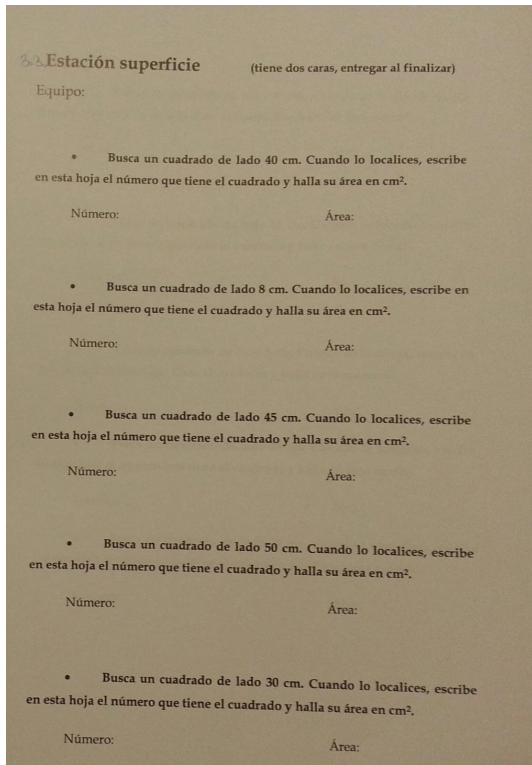 3.3. Estación superficie (tiene dos caras, entregar al finalizar)
Equipo:
• Busca un cuadrado de lado 40 cm. Cuando lo localices, escribe
en esta hoja el número que tiene el cuadrado y halla su área en cm².
Número: Área:
• Busca un cuadrado de lado 8 cm. Cuando lo localices, escribe en
esta hoja el número que tiene el cuadrado y halla su área en cm².
Número: Área:
• Busca un cuadrado de lado 45 cm. Cuando lo localices, escribe
en esta hoja el número que tiene el cuadrado y halla su área en cm².
Número: Área:
• Busca un cuadrado de lado 50 cm. Cuando lo localices, escribe
en esta hoja el número que tiene el cuadrado y halla su área en cm².
Número: Área:
• Busca un cuadrado de lado 30 cm. Cuando lo localices, escribe
en esta hoja el número que tiene el cuadrado y halla su área en cm².
Número: Área: